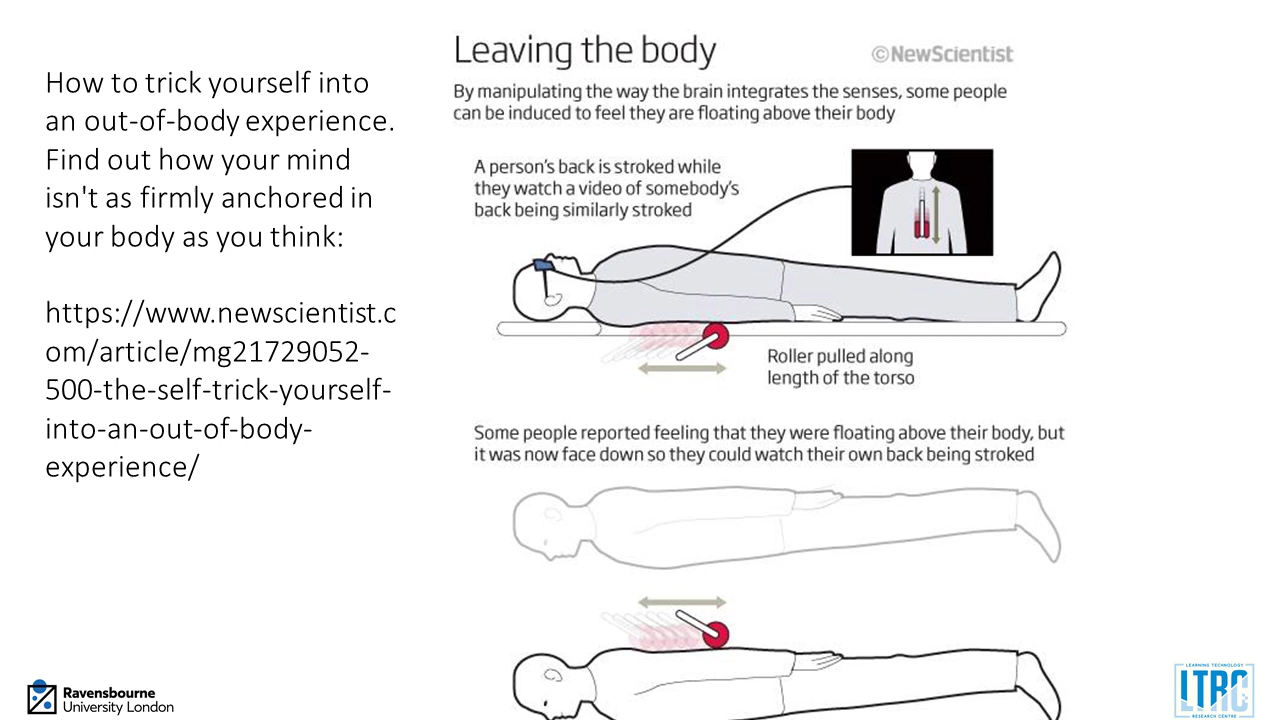 How to trick yourself into
an out-of-body experience.
Find out how your mind
isn't as firmly anchored in
your body as you think:
https://www.newscientist.c
om/article/mg21729052-
500-the-self-trick-yourself-
into-an-out-of-body-
experience/
Leaving the body
©NewScientist
By manipulating the way the brain integrates the senses, some people
can be induced to feel they are floating above their body
A person's back is stroked while
they watch a video of somebody's
back being similarly stroked
Roller pulled along
length of the torso
Some people reported feeling that they were floating above their body, but
it was now face down so they could watch their own back being stroked
Ravensbourne
University London
LEARNING TECHNOLOGY
LTRC
RESEARCH CENTRE